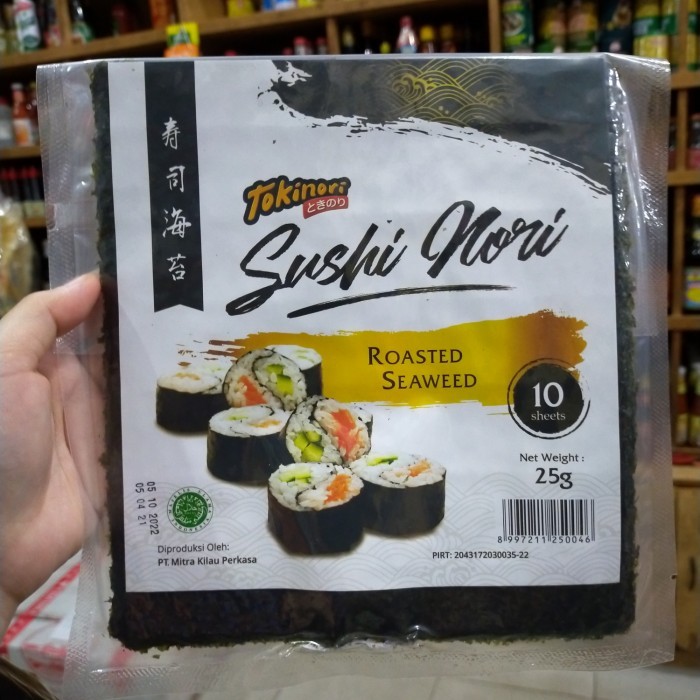 寿司海苔
Tokinori
ときのり
Sushi Nori
ROASTED
SEAWEED
10
sheets
Net Weight :
25g
05 10 2022
05 04 21
Diproduksi Oleh:
PT. Mitra Kilau Perkasa
8 997211 250046
PIRT: 2043172030035-22